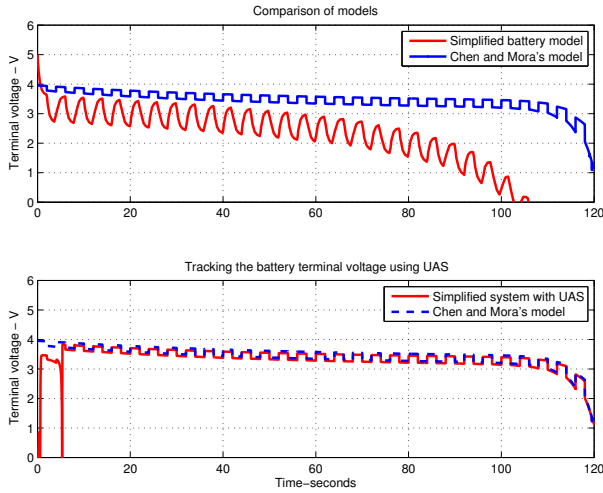 Comparison of models
Terminal voltage − V
6
5
4
3
2
1
0
Simplified battery model
Chen and Mora's model
0 20 40 60 80 100 120
Tracking the battery terminal voltage using UAS
Terminal voltage − V
6
5
4
3
2
1
0
Simplified system with UAS
Chen and Mora's model
0 20 40 60 80 100 120
Time−seconds